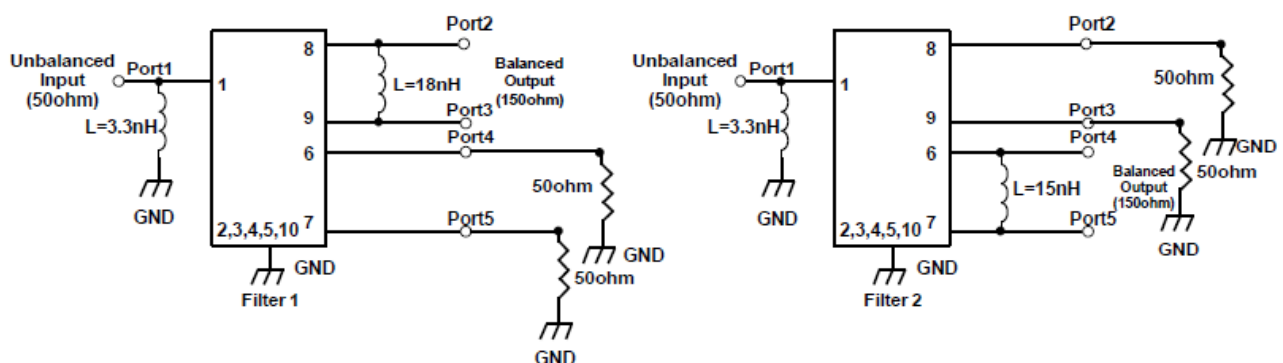 Unbalanced
Input
(50ohm)
Port1
L=3.3nH
GND
1
8
9
6
2,3,4,5,10
7
GND
Filter 1
Port2
L=18nH
Balanced
Output
(150ohm)
Port3
Port4
50ohm
GND
Port5
50ohm
GND
Unbalanced
Input
(50ohm)
Port1
L=3.3nH
GND
1
8
9
6
2,3,4,5,10
7
GND
Filter 2
Port2
50ohm
GND
Port3
Port4
L=15nH
Balanced
Output
(150ohm)
50ohm
Port5
GND